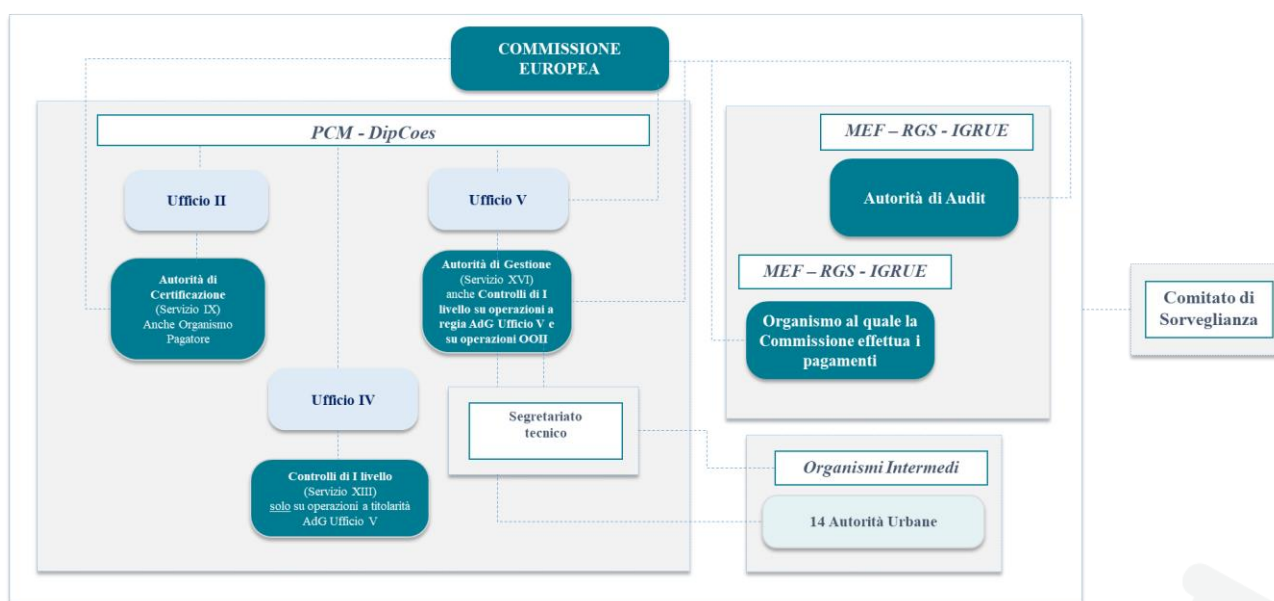 COMMISSIONE
EUROPEA
PCM - DipCoes
Ufficio II
Ufficio V
Autorità di
Certificazione
(Servizio IX)
Anche Organismo
Pagatore
Autorità di Gestione
(Servizio XVI)
anche Controlli di I
livello su operazioni a
regia AdG Ufficio V e
su operazioni OOII
Ufficio IV
Controlli di I livello
(Servizio XIII)
solo su operazioni a titolarità
AdG Ufficio V
Segretariato
tecnico
MEF – RGS - IGRUE
Autorità di Audit
MEF – RGS - IGRUE
Organismo al quale la
Commissione effettua i
pagamenti
Organismi Intermedi
14 Autorità Urbane
Comitato di
Sorveglianza